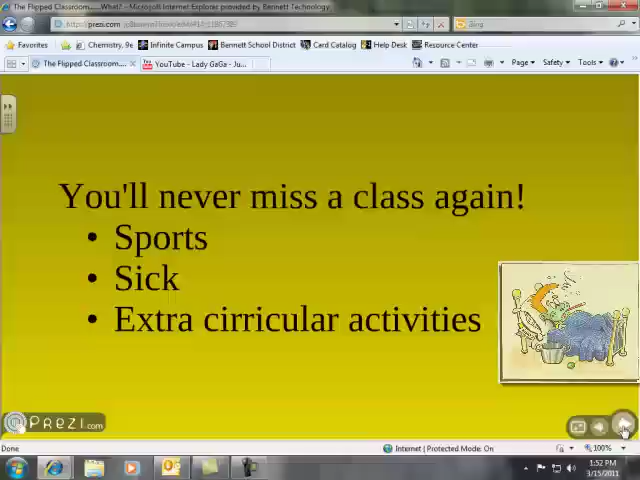 The Flipped Classroom......What? - Microsoft Internet Explorer provided by Bennett Technology
Bing
Favorites Chemistry, 9e Infinite Campus Bennett School District Card Catalog Help Desk Resource Center
The Flipped Classroom.... YouTube - Lady GaGa - Ju... Page Safety Tools
You'll never miss a class again!
• Sports
• Sick
• Extra cirricular activities
PREZI.com
Done Internet | Protected Mode: On 100%
1:52 PM
3/15/2011